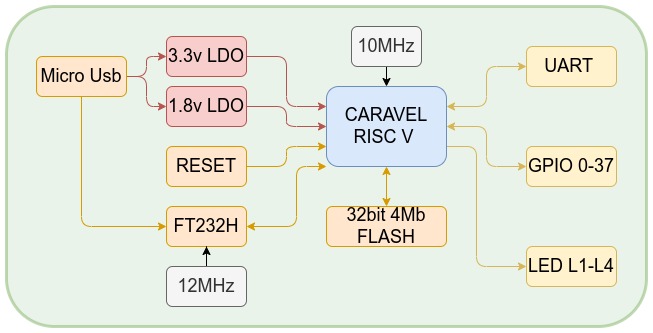 Micro Usb
3.3v LDO
1.8v LDO
RESET
FT232H
12MHz
10MHz
CARAVEL
RISC V
32bit 4Mb
FLASH
UART
GPIO 0-37
LED L1-L4